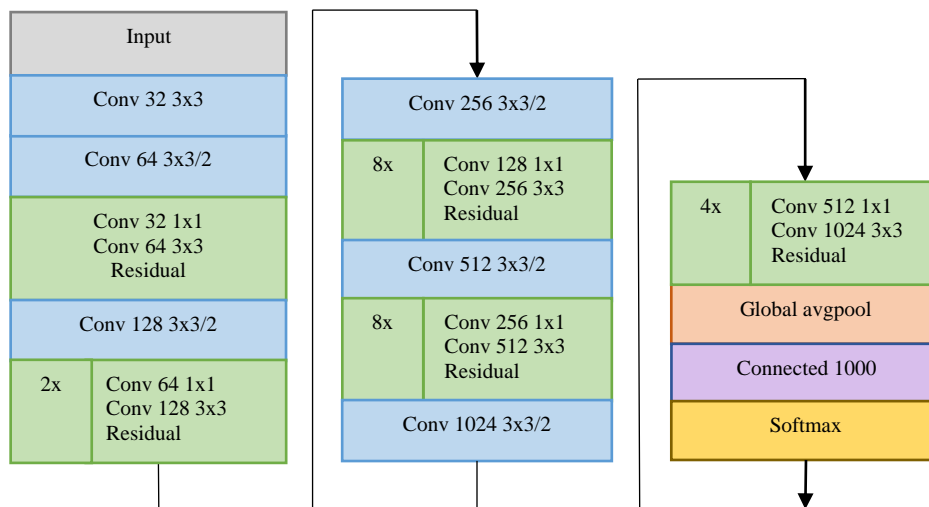 Input
Conv 32 3x3
Conv 64 3x3/2
Conv 32 1x1
Conv 64 3x3
Residual
Conv 128 3x3/2
2x
Conv 64 1x1
Conv 128 3x3
Residual
Conv 256 3x3/2
8x
Conv 128 1x1
Conv 256 3x3
Residual
Conv 512 3x3/2
8x
Conv 256 1x1
Conv 512 3x3
Residual
Conv 1024 3x3/2
4x
Conv 512 1x1
Conv 1024 3x3
Residual
Global avgpool
Connected 1000
Softmax